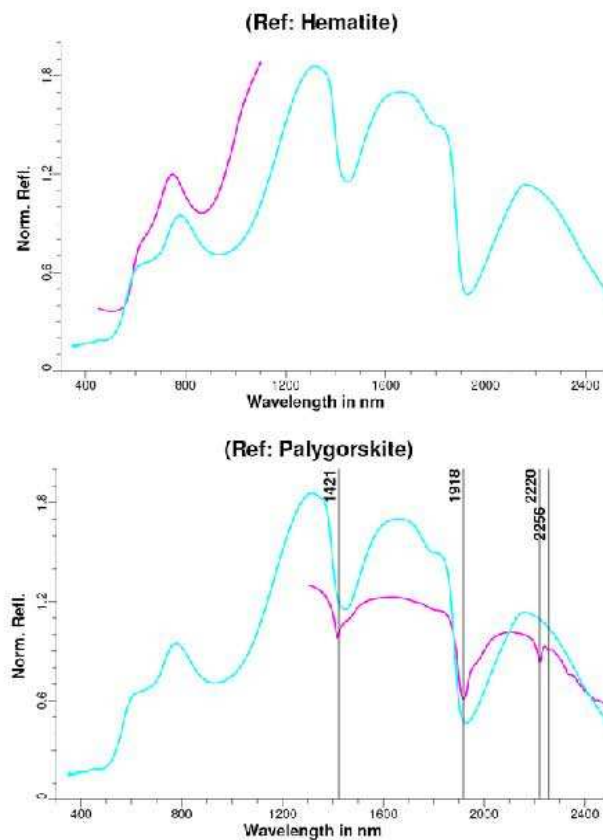 (Ref: Hematite)
Norm. Refl.
1.8
1.2
0.6
0
400 800 1200 1600 2000 2400
Wavelength in nm
(Ref: Palygorskite)
1421
1918
2220
2256
Norm. Refl.
1.8
1.2
0.6
0
400 800 1200 1600 2000 2400
Wavelength in nm